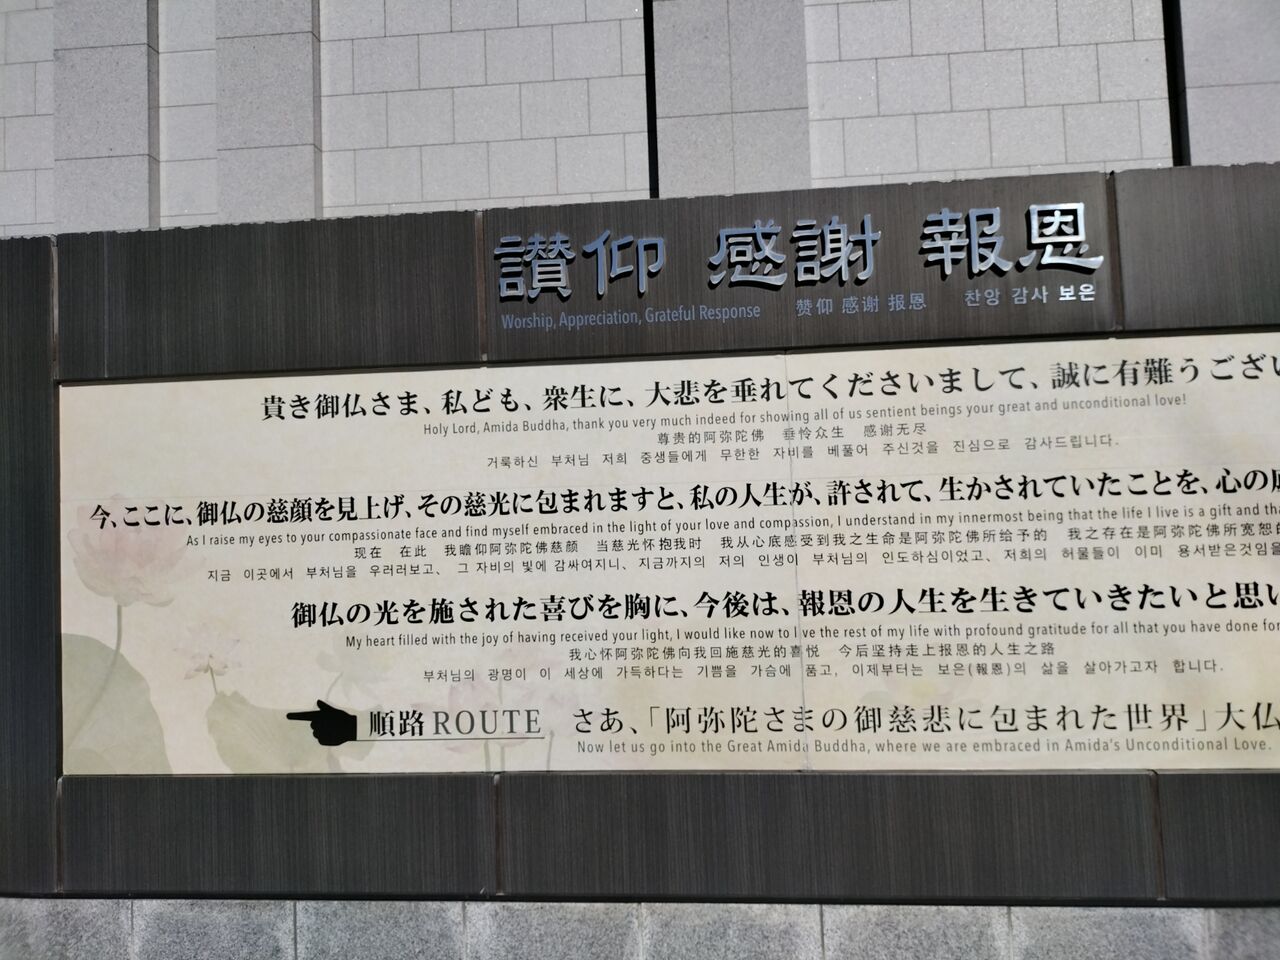 讃仰 感謝 報恩
Worship, Appreciation, Grateful Response 赞仰 感谢 报恩 찬앙 감사 보은
貴き御仏さま、私ども、衆生に、大悲を垂れてくださいまして、誠に有難うござい
Holy Lord, Amida Buddha, thank you very much indeed for showing all of us sentient beings your great and unconditional love!
尊贵的阿弥陀佛 垂怜众生 感谢无尽
거룩하신 부처님 저희 중생들에게 무한한 자비를 베풀어 주신것을 진심으로 감사드립니다.
今、ここに、御仏の慈顔を見上げ、その慈光に包まれますと、私の人生が、許されて、生かされていたことを、心の底
As I raise my eyes to your compassionate face and find myself embraced in the light of your love and compassion, I understand in my innermost being that the life I live is a gift and tha
现在 在此 我瞻仰阿弥陀佛慈颜 当慈光怀抱我时 我从心底感受到我之生命是阿弥陀佛所给予的 我之存在是阿弥陀佛所宽恕的
지금 이곳에서 부처님을 우러러보고、 그 자비의 빛에 감싸여지니、 지금까지의 저의 인생이 부처님의 인도하심이었고、 저희의 허물들이 이미 용서받은것임을
御仏の光を施された喜びを胸に、今後は、報恩の人生を生きていきたいと思い
My heart filled with the joy of having received your light, I would like now to live the rest of my life with profound gratitude for all that you have done for
我心怀阿弥陀佛向我回施慈光的喜悦 今后坚持走上报恩的人生之路
부처님의 광명이 이 세상에 가득하다는 기쁨을 가슴에 품고, 이제부터는 보은(報恩)의 삶을 살아가고자 합니다.
順路 ROUTE さあ、「阿弥陀さまの御慈悲に包まれた世界」大仏
Now let us go into the Great Amida Buddha, where we are embraced in Amida's Unconditional Love.